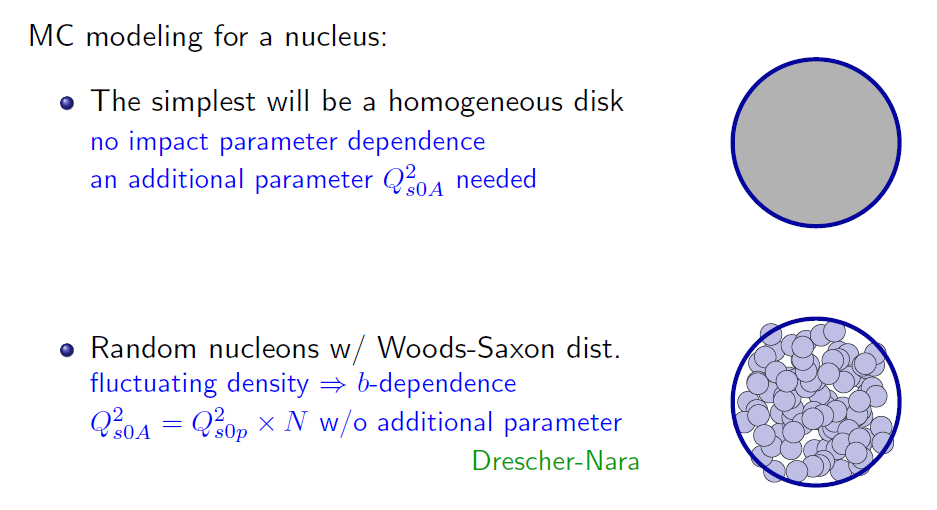 MC modeling for a nucleus:
The simplest will be a homogeneous disk
no impact parameter dependence
an additional parameter $Q^2_{s0A}$ needed
Random nucleons w/ Woods-Saxon dist.
fluctuating density ⇒ $b$-dependence
$Q^2_{s0A} = Q^2_{s0p} \times N$ w/o additional parameter
Drescher-Nara